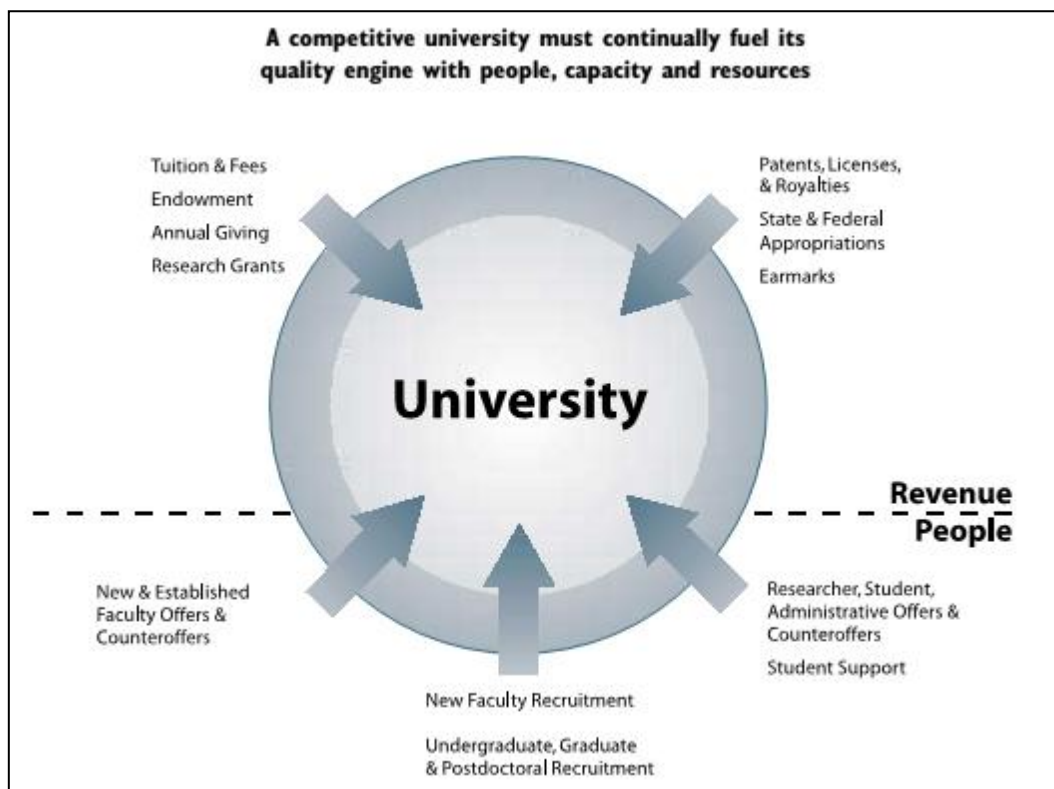 A competitive university must continually fuel its
quality engine with people, capacity and resources
Tuition & Fees
Endowment
Annual Giving
Research Grants
Patents, Licenses,
& Royalties
State & Federal
Appropriations
Earmarks
University
Revenue
People
New & Established
Faculty Offers &
Counteroffers
New Faculty Recruitment
Undergraduate, Graduate
& Postdoctoral Recruitment
Researcher, Student,
Administrative Offers &
Counteroffers
Student Support